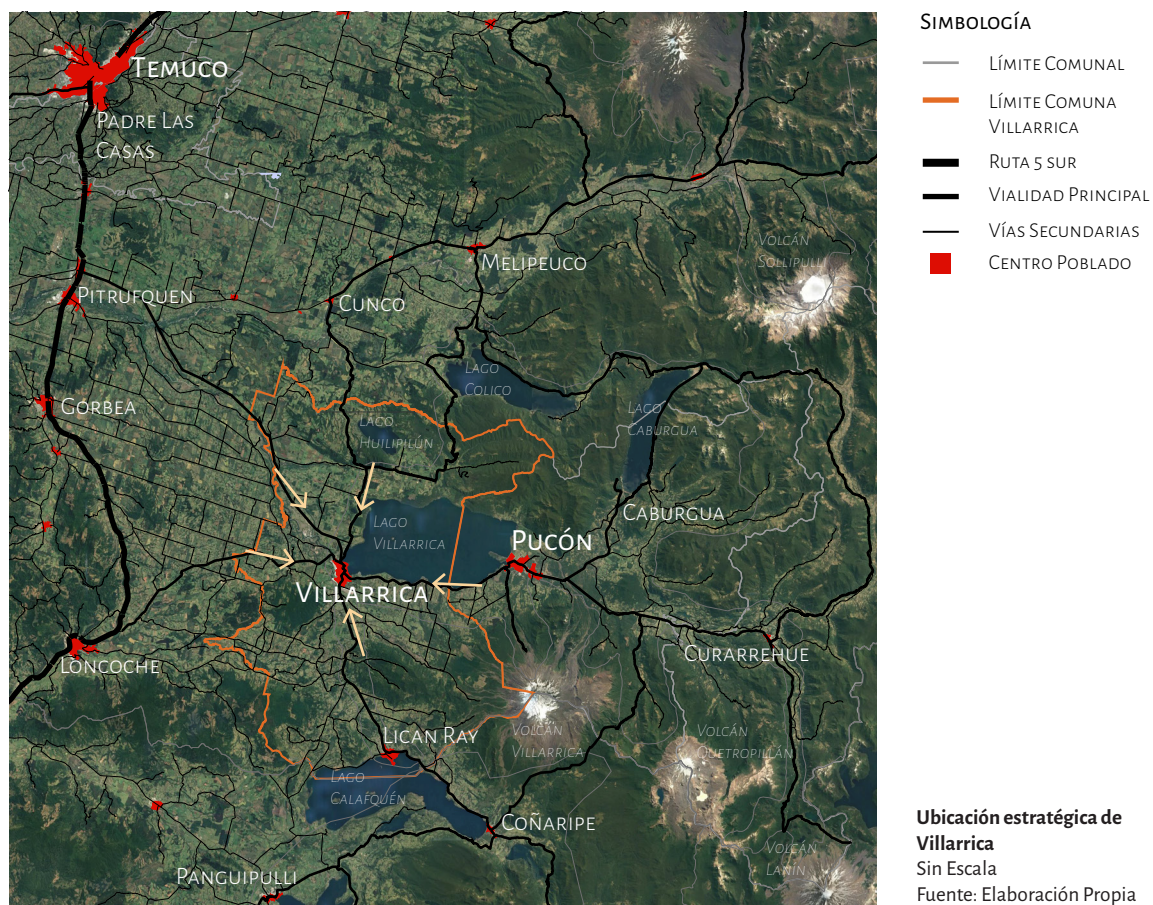 Temuco
Padre Las
Casas
Pitrufquen
Gorbea
Loncoche
Cunco
Melipeuco
Volcán
Sollipulli
Lago
Colico
Lago
Huilipilún
Lago
Caburgua
Lago
Villarrica
Villarrica
Pucón
Caburgua
Curarrehue
Volcán
Villarrica
Volcán
Quetropillán
Lican Ray
Lago
Calafquén
Coñaripe
Panguipulli
Volcán
Lanin
Simbología
Límite Comunal
Límite Comuna
Villarrica
Ruta 5 sur
Vialidad Principal
Vías Secundarias
Centro Poblado
Ubicación estratégica de
Villarrica
Sin Escala
Fuente: Elaboración Propia